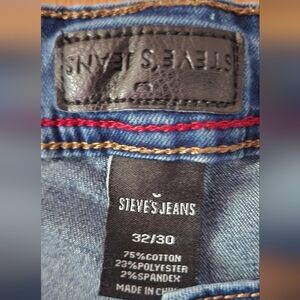 STEVE'S JEANS
STEVE'S JEANS
32/30
75%COTTON
23%POLYESTER
2%SPANDEX
MADE IN CHINA